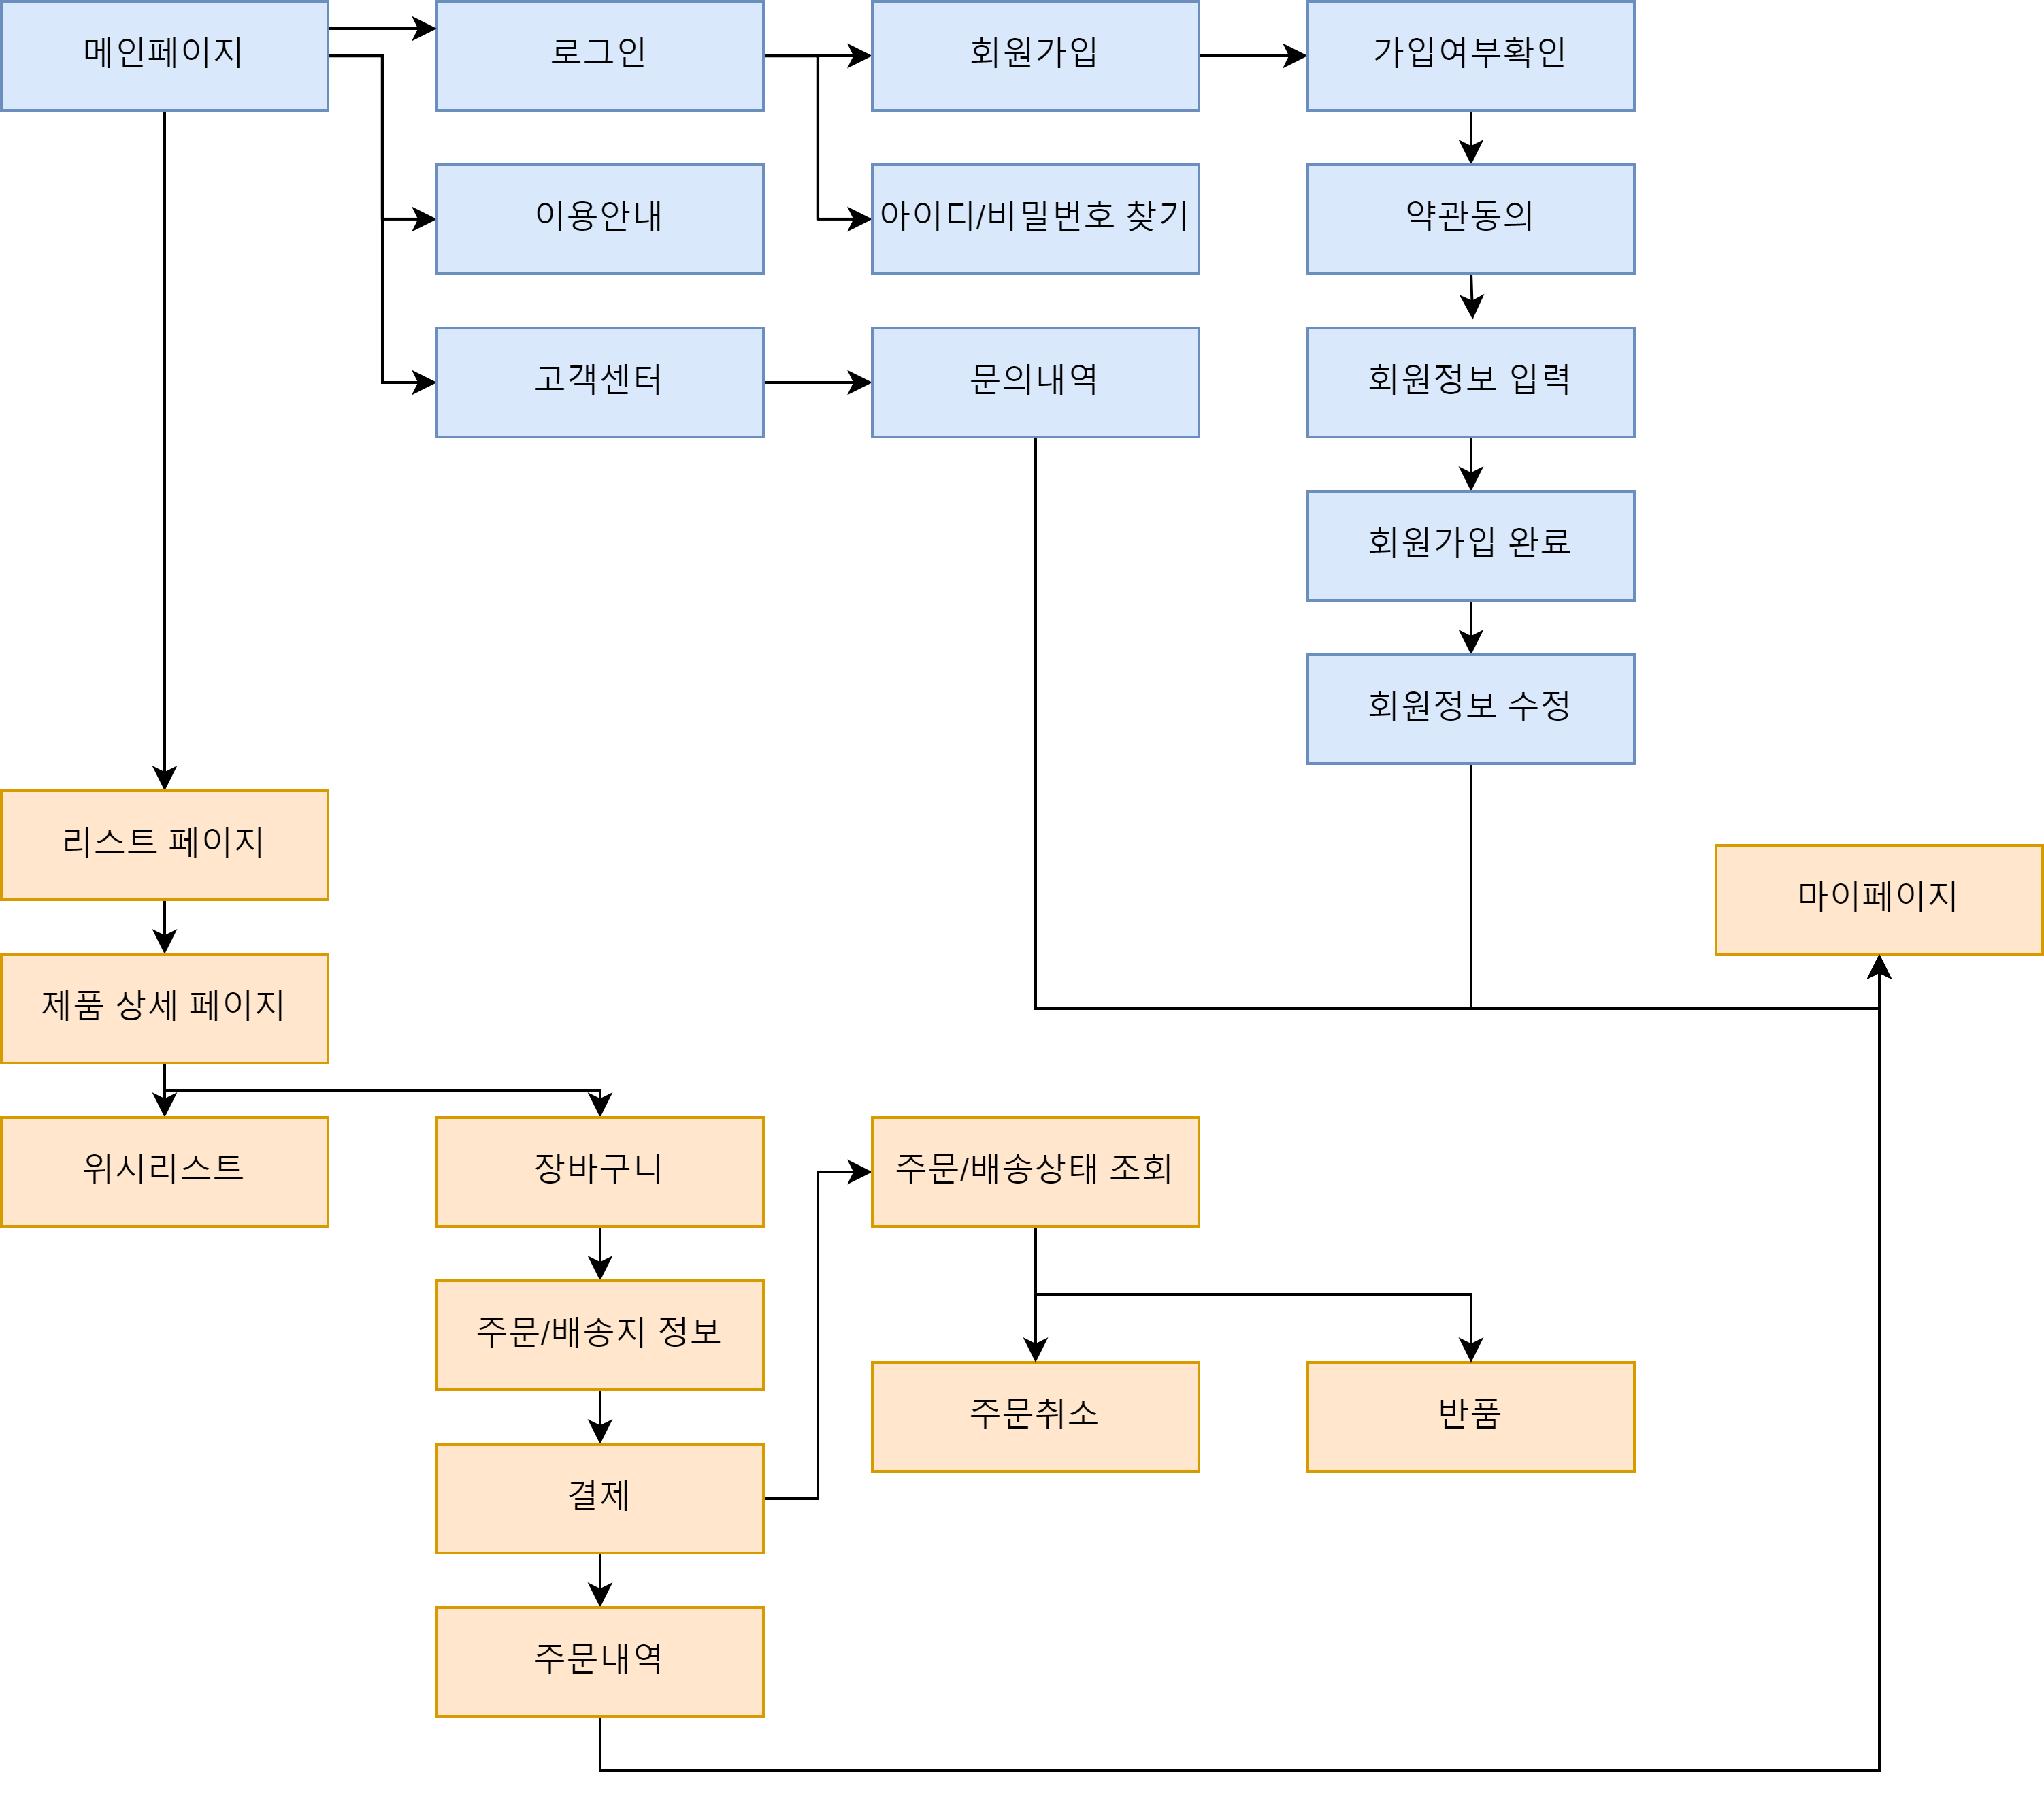 메인페이지
로그인
회원가입
가입여부확인
이용안내
아이디/비밀번호 찾기
약관동의
고객센터
문의내역
회원정보 입력
회원가입 완료
회원정보 수정
리스트 페이지
마이페이지
제품 상세 페이지
위시리스트
장바구니
주문/배송상태 조회
주문/배송지 정보
주문취소
반품
결제
주문내역